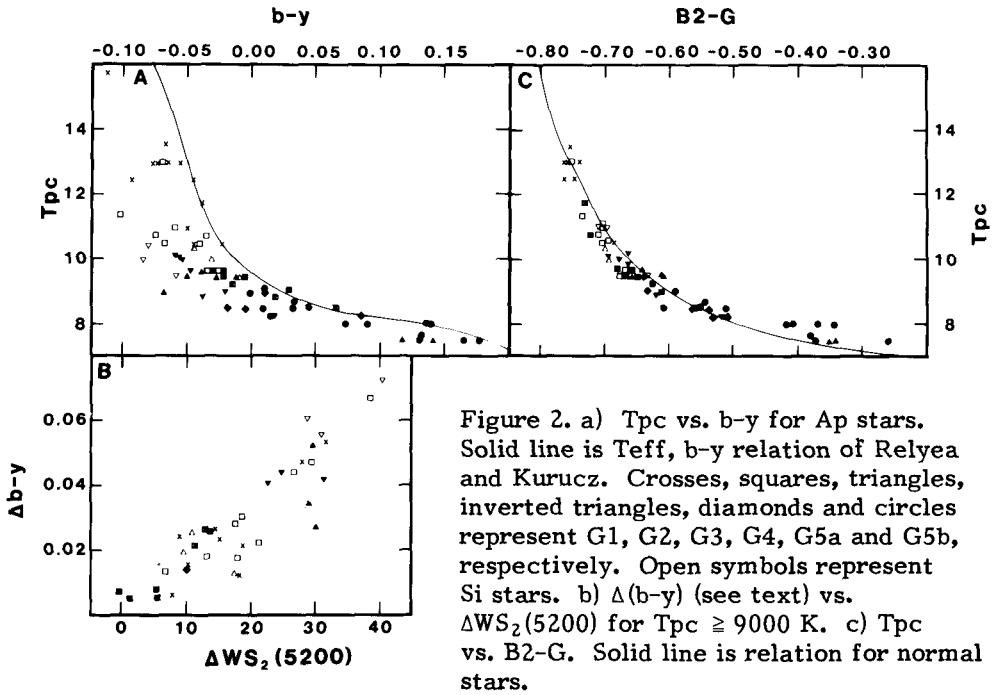 b-y
B2-G
-0.10 -0.05 0.00 0.05 0.10 0.15
-0.80 -0.70 -0.60 -0.50 -0.40 -0.30
A
C
14
12
10
8
Tpc
14
12
10
8
Tpc
B
0.06
0.04
0.02
Δb-y
0 10 20 30 40
ΔWS₂(5200)
Figure 2. a) Tpc vs. b-y for Ap stars.
Solid line is Teff, b-y relation of Relyea
and Kurucz. Crosses, squares, triangles,
inverted triangles, diamonds and circles
represent G1, G2, G3, G4, G5a and G5b,
respectively. Open symbols represent
Si stars. b) Δ(b-y) (see text) vs.
ΔWS₂(5200) for Tpc ≧ 9000 K. c) Tpc
vs. B2-G. Solid line is relation for normal
stars.